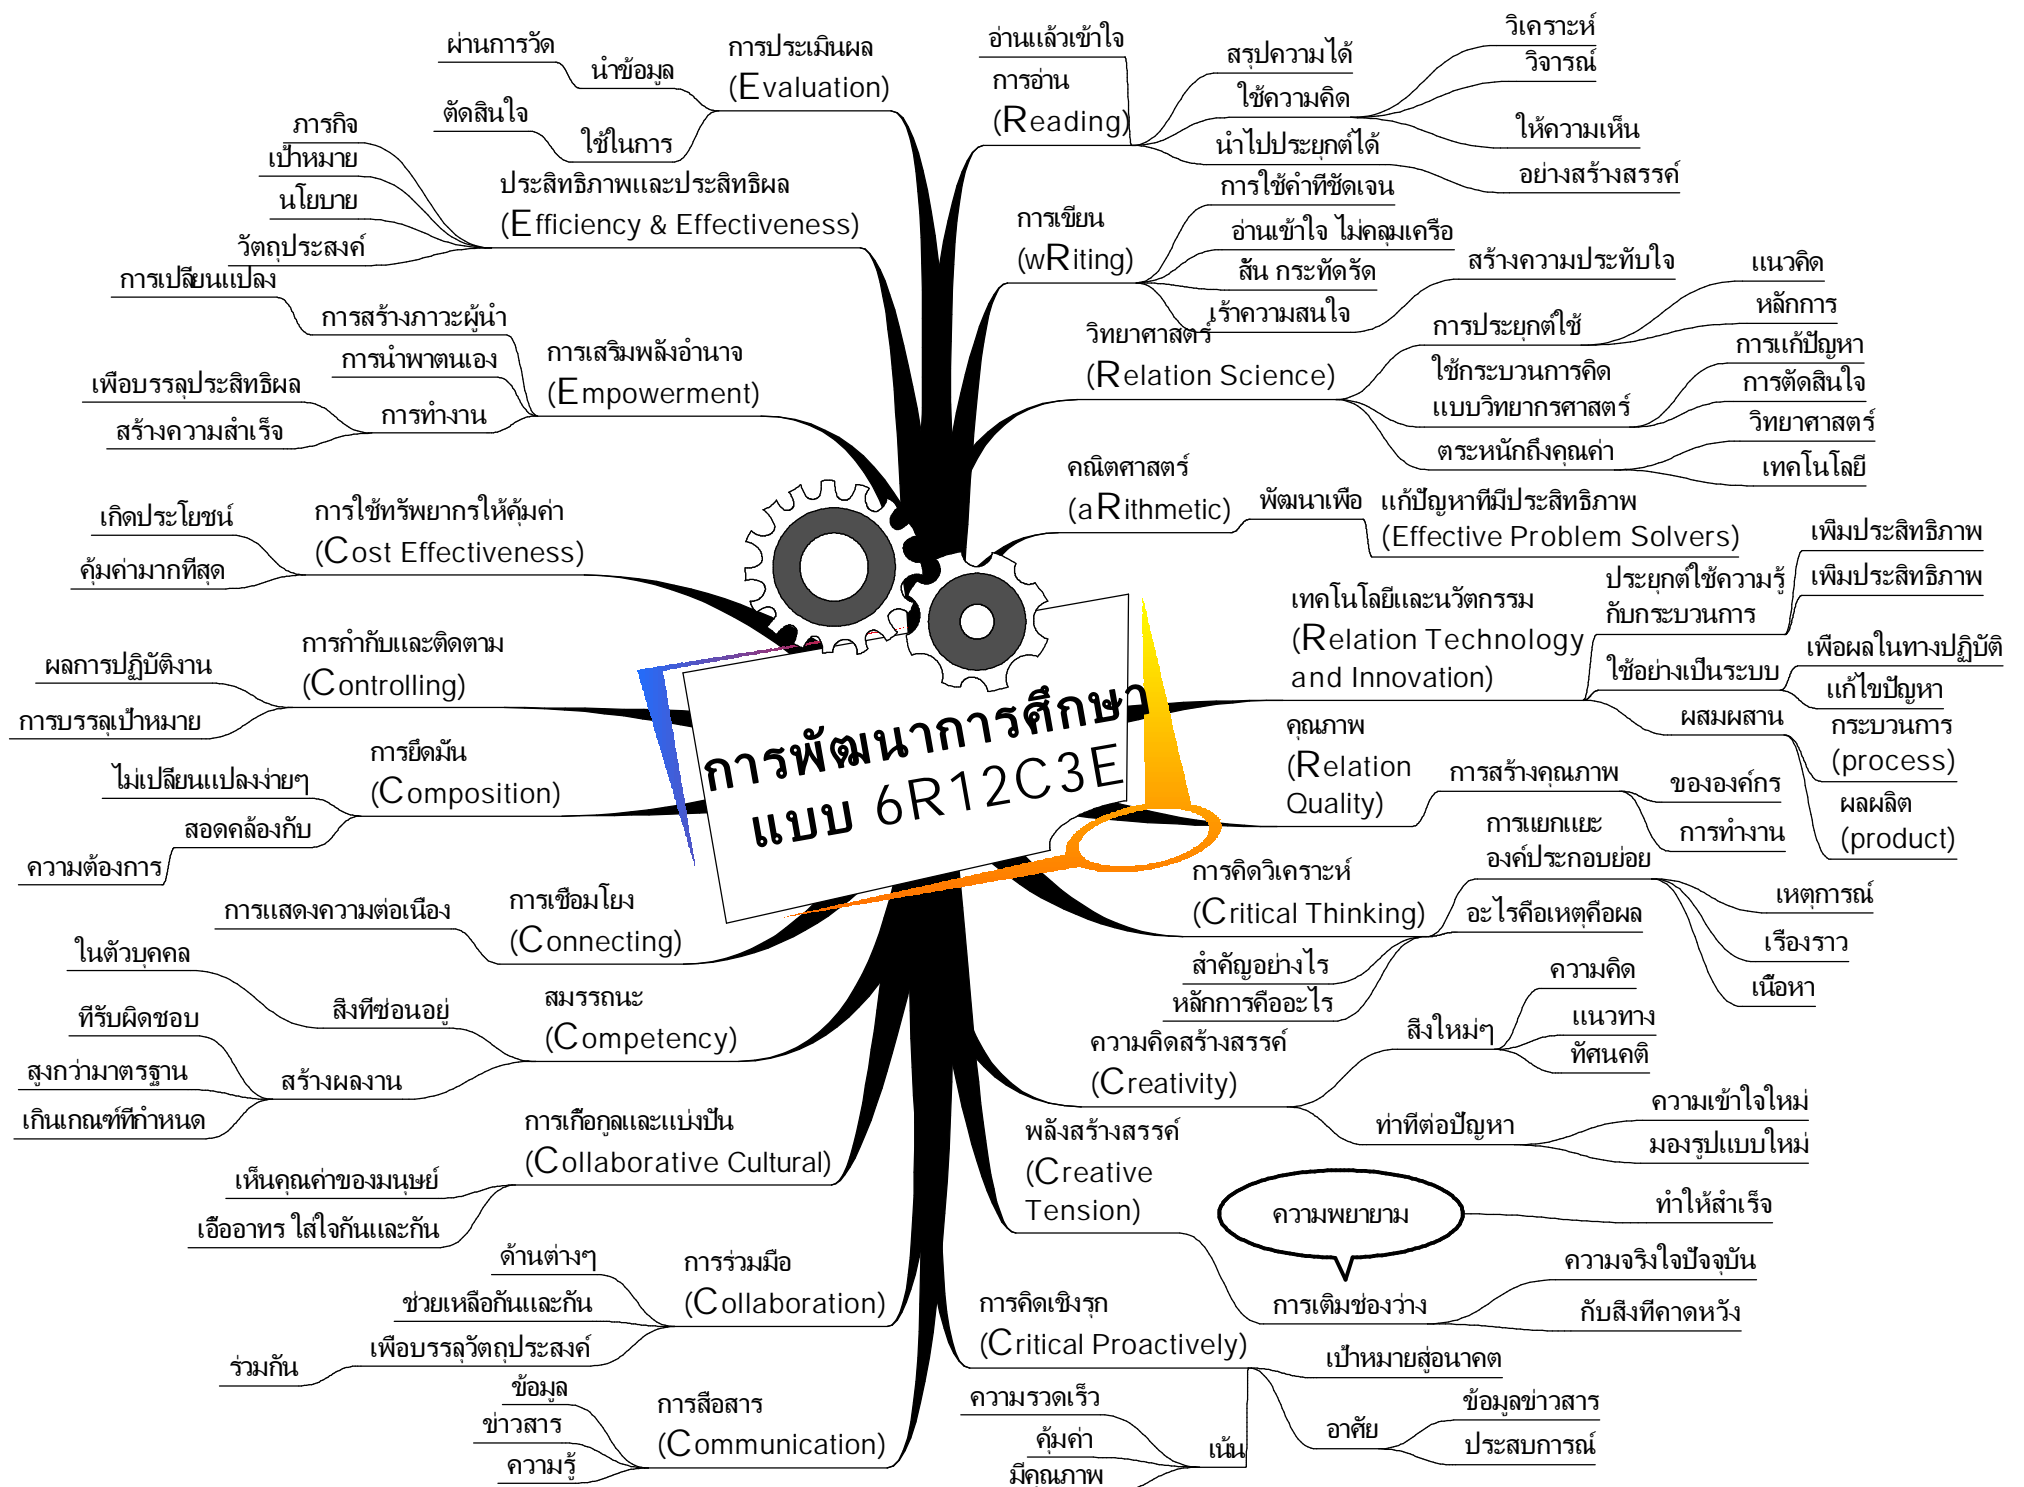 การพัฒนาการศึกษา
แบบ 6R12C3E
อ่านแล้วเข้าใจ
การอ่าน
(Reading)
สรุปความได้
ใช้ความคิด
วิเคราะห์
วิจารณ์
ให้ความเห็น
นำไปประยุกต์ได้
อย่างสร้างสรรค์
การเขียน
(wRiting)
การใช้คำที่ชัดเจน
อ่านเข้าใจ ไม่คลุมเครือ
สั้น กระทัดรัด
เร้าความสนใจ
สร้างความประทับใจ
วิทยาศาสตร์
(Relation Science)
การประยุกต์ใช้
แนวคิด
หลักการ
ใช้กระบวนการคิด
แบบวิทยากรศาสตร์
การแก้ปัญหา
การตัดสินใจ
ตระหนักถึงคุณค่า
วิทยาศาสตร์
เทคโนโลยี
คณิตศาสตร์
(aRithmetic)
พัฒนาเพื่อ
แก้ปัญหาที่มีประสิทธิภาพ
(Effective Problem Solvers)
เทคโนโลยีและนวัตกรรม
(Relation Technology
and Innovation)
ประยุกต์ใช้ความรู้
กับกระบวนการ
เพิ่มประสิทธิภาพ
เพิ่มประสิทธิภาพ
ใช้อย่างเป็นระบบ
เพื่อผลในทางปฏิบัติ
แก้ไขปัญหา
ผสมผสาน
กระบวนการ
(process)
ผลผลิต
(product)
คุณภาพ
(Relation
Quality)
การสร้างคุณภาพ
ขององค์กร
การทำงาน
การคิดวิเคราะห์
(Critical Thinking)
การแยกแยะ
องค์ประกอบย่อย
เหตุการณ์
เรื่องราว
เนื้อหา
อะไรคือเหตุคือผล
สำคัญอย่างไร
หลักการคืออะไร
ความคิดสร้างสรรค์
(Creativity)
สิ่งใหม่ๆ
ความคิด
แนวทาง
ทัศนคติ
ท่าทีต่อปัญหา
ความเข้าใจใหม่
มองรูปแบบใหม่
พลังสร้างสรรค์
(Creative
Tension)
ความพยายาม
ทำให้สำเร็จ
การเติมช่องว่าง
ความจริงใจปัจจุบัน
กับสิ่งที่คาดหวัง
การคิดเชิงรุก
(Critical Proactively)
เป้าหมายสู่อนาคต
อาศัย
ข้อมูลข่าวสาร
ประสบการณ์
เน้น
ความรวดเร็ว
คุ้มค่า
มีคุณภาพ
การประเมินผล
(Evaluation)
นำข้อมูล
ผ่านการวัด
ใช้ในการ
ตัดสินใจ
ประสิทธิภาพและประสิทธิผล
(Efficiency & Effectiveness)
ภารกิจ
เป้าหมาย
นโยบาย
วัตถุประสงค์
การเสริมพลังอำนาจ
(Empowerment)
การสร้างภาวะผู้นำ
การเปลี่ยนแปลง
การนำพาตนเอง
การทำงาน
เพื่อบรรลุประสิทธิผล
สร้างความสำเร็จ
การใช้ทรัพยากรให้คุ้มค่า
(Cost Effectiveness)
เกิดประโยชน์
คุ้มค่ามากที่สุด
การกำกับและติดตาม
(Controlling)
ผลการปฏิบัติงาน
การบรรลุเป้าหมาย
การยึดมั่น
(Composition)
ไม่เปลี่ยนแปลงง่ายๆ
สอดคล้องกับ
ความต้องการ
การเชื่อมโยง
(Connecting)
การแสดงความต่อเนื่อง
สมรรถนะ
(Competency)
สิ่งที่ซ่อนอยู่
ในตัวบุคคล
สร้างผลงาน
ที่รับผิดชอบ
สูงกว่ามาตรฐาน
เกินเกณฑ์ที่กำหนด
การเกื้อกูลและแบ่งปัน
(Collaborative Cultural)
เห็นคุณค่าของมนุษย์
เอื้ออาทร ใส่ใจกันและกัน
การร่วมมือ
(Collaboration)
ด้านต่างๆ
ช่วยเหลือกันและกัน
เพื่อบรรลุวัตถุประสงค์
ร่วมกัน
การสื่อสาร
(Communication)
ข้อมูล
ข่าวสาร
ความรู้